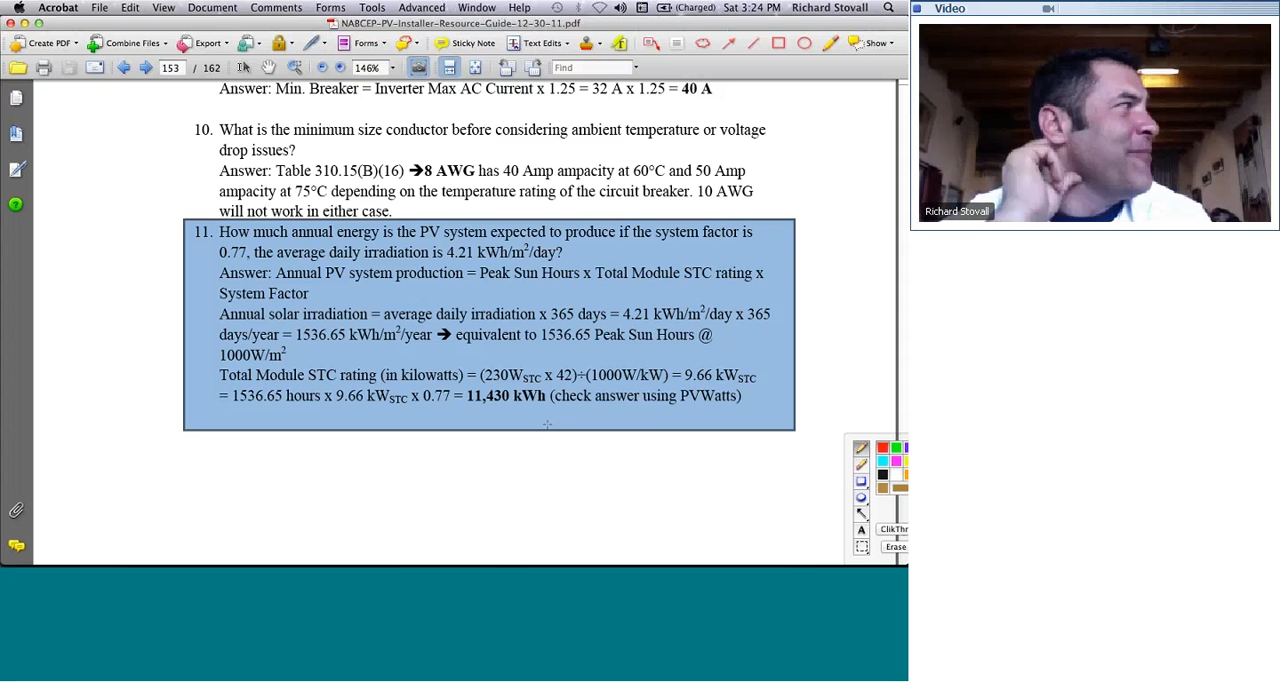 Acrobat File Edit View Document Comments Forms Tools Advanced Window Help (Charged) Sat 3:24 PM Richard Stovall
NABCEP-PV-Installer-Resource-Guide-12-30-11.pdf
Create PDF Combine Files Export Forms Sticky Note Text Edits Show
153 / 162 146% Find
Answer: Min. Breaker = Inverter Max AC Current x 1.25 = 32 A x 1.25 = 40 A
10. What is the minimum size conductor before considering ambient temperature or voltage
drop issues?
Answer: Table 310.15(B)(16) ➔8 AWG has 40 Amp ampacity at 60°C and 50 Amp
ampacity at 75°C depending on the temperature rating of the circuit breaker. 10 AWG
will not work in either case.
11. How much annual energy is the PV system expected to produce if the system factor is
0.77, the average daily irradiation is 4.21 kWh/m²/day?
Answer: Annual PV system production = Peak Sun Hours x Total Module STC rating x
System Factor
Annual solar irradiation = average daily irradiation x 365 days = 4.21 kWh/m²/day x 365
days/year = 1536.65 kWh/m²/year ➔ equivalent to 1536.65 Peak Sun Hours @
1000W/m²
Total Module STC rating (in kilowatts) = (230WSTC x 42)÷(1000W/kW) = 9.66 kWSTC
= 1536.65 hours x 9.66 kWSTC x 0.77 = 11,430 kWh (check answer using PVWatts)
A
ClikThr
Erase
Video
Richard Stovall